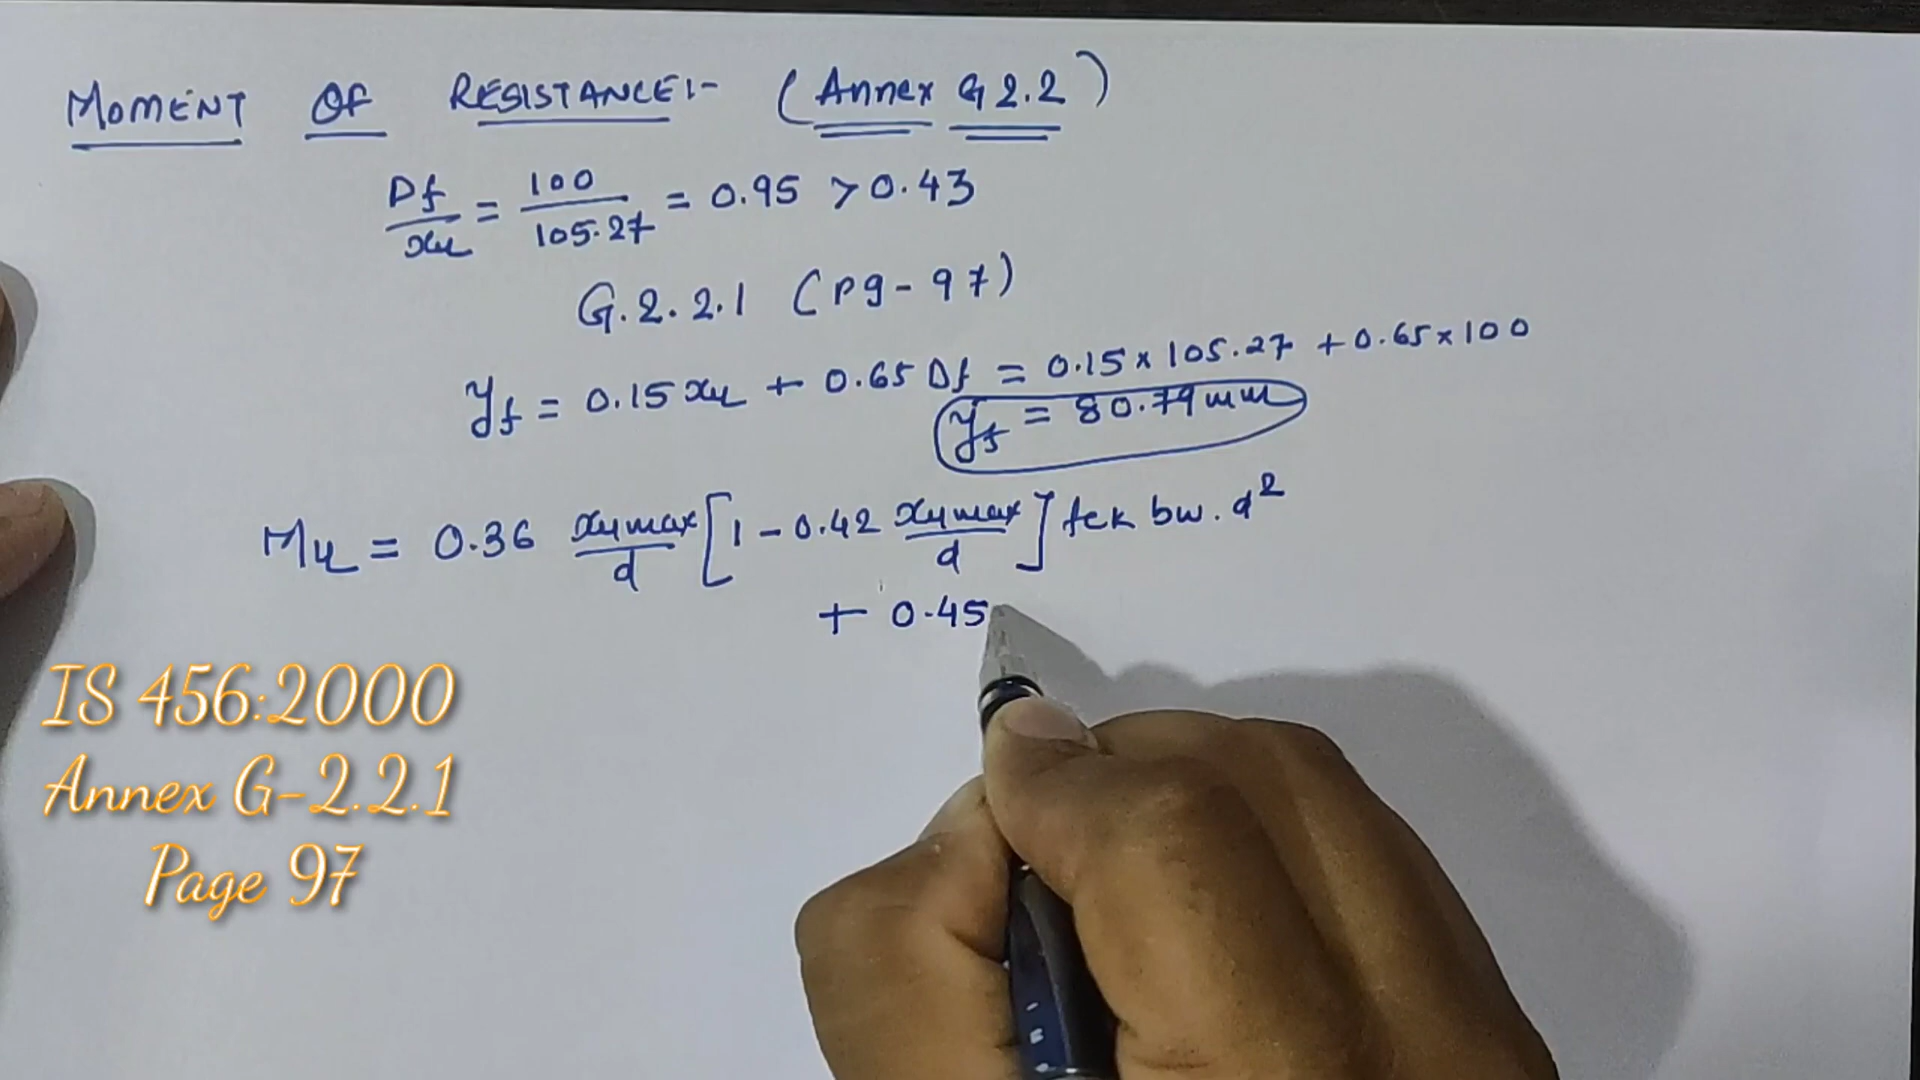 MOMENT OF RESISTANCE:- (Annex G 2.2)
Df/xu = 100/105.27 = 0.95 > 0.43
G.2.2.1 (pg-97)
yf = 0.15 xu + 0.65 Df = 0.15 x 105.27 + 0.65 x 100
yf = 80.79 mm
Mu = 0.36 xumax/d [1 - 0.42 xumax/d] fck bw. d²
+ 0.45
IS 456:2000
Annex G-2.2.1
Page 97